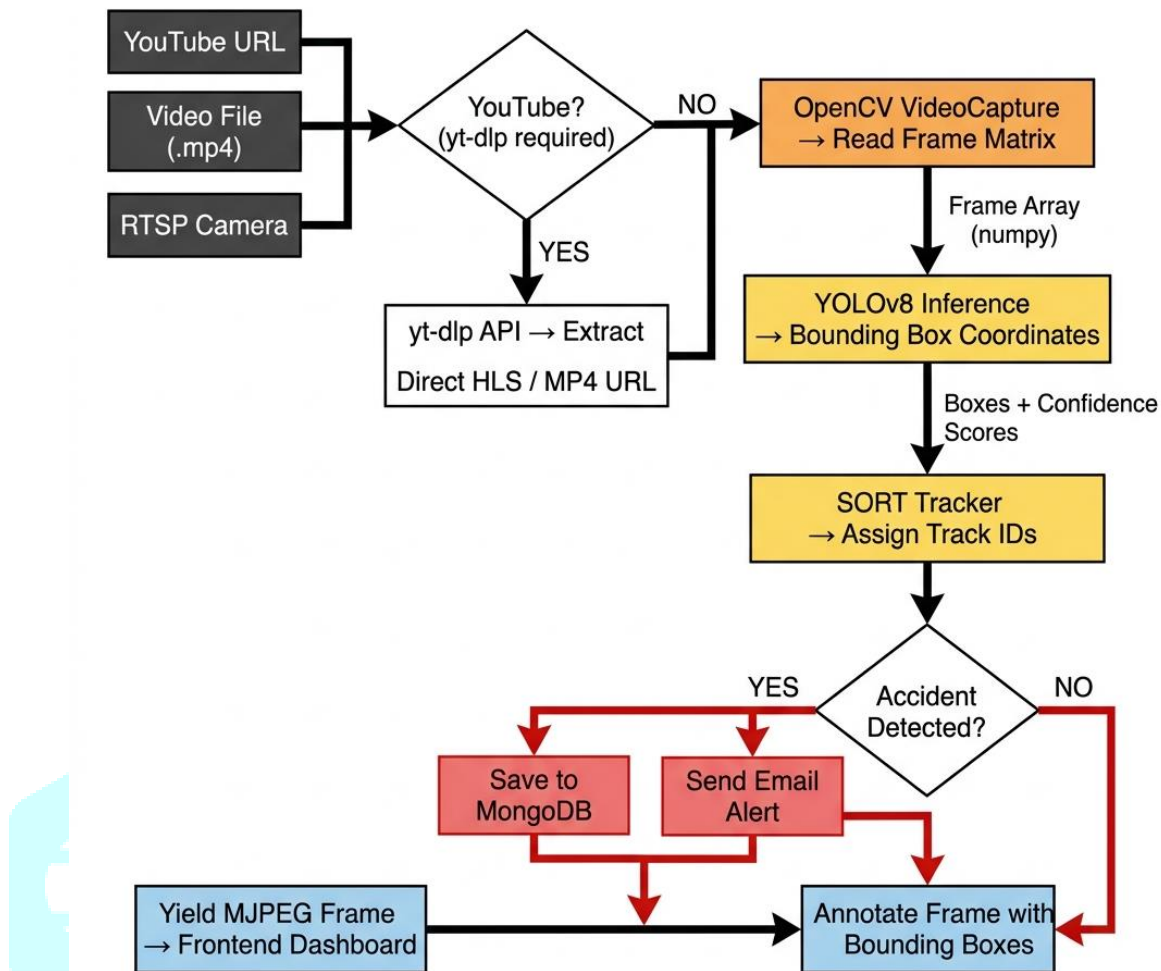 YouTube URL
Video File
(.mp4)
RTSP Camera
YouTube?
(yt-dlp required)
NO
YES
yt-dlp API → Extract
Direct HLS / MP4 URL
OpenCV VideoCapture
→ Read Frame Matrix
Frame Array
(numpy)
YOLOv8 Inference
→ Bounding Box Coordinates
Boxes + Confidence
Scores
SORT Tracker
→ Assign Track IDs
Accident
Detected?
YES
NO
Save to
MongoDB
Send Email
Alert
Yield MJPEG Frame
→ Frontend Dashboard
Annotate Frame with
Bounding Boxes